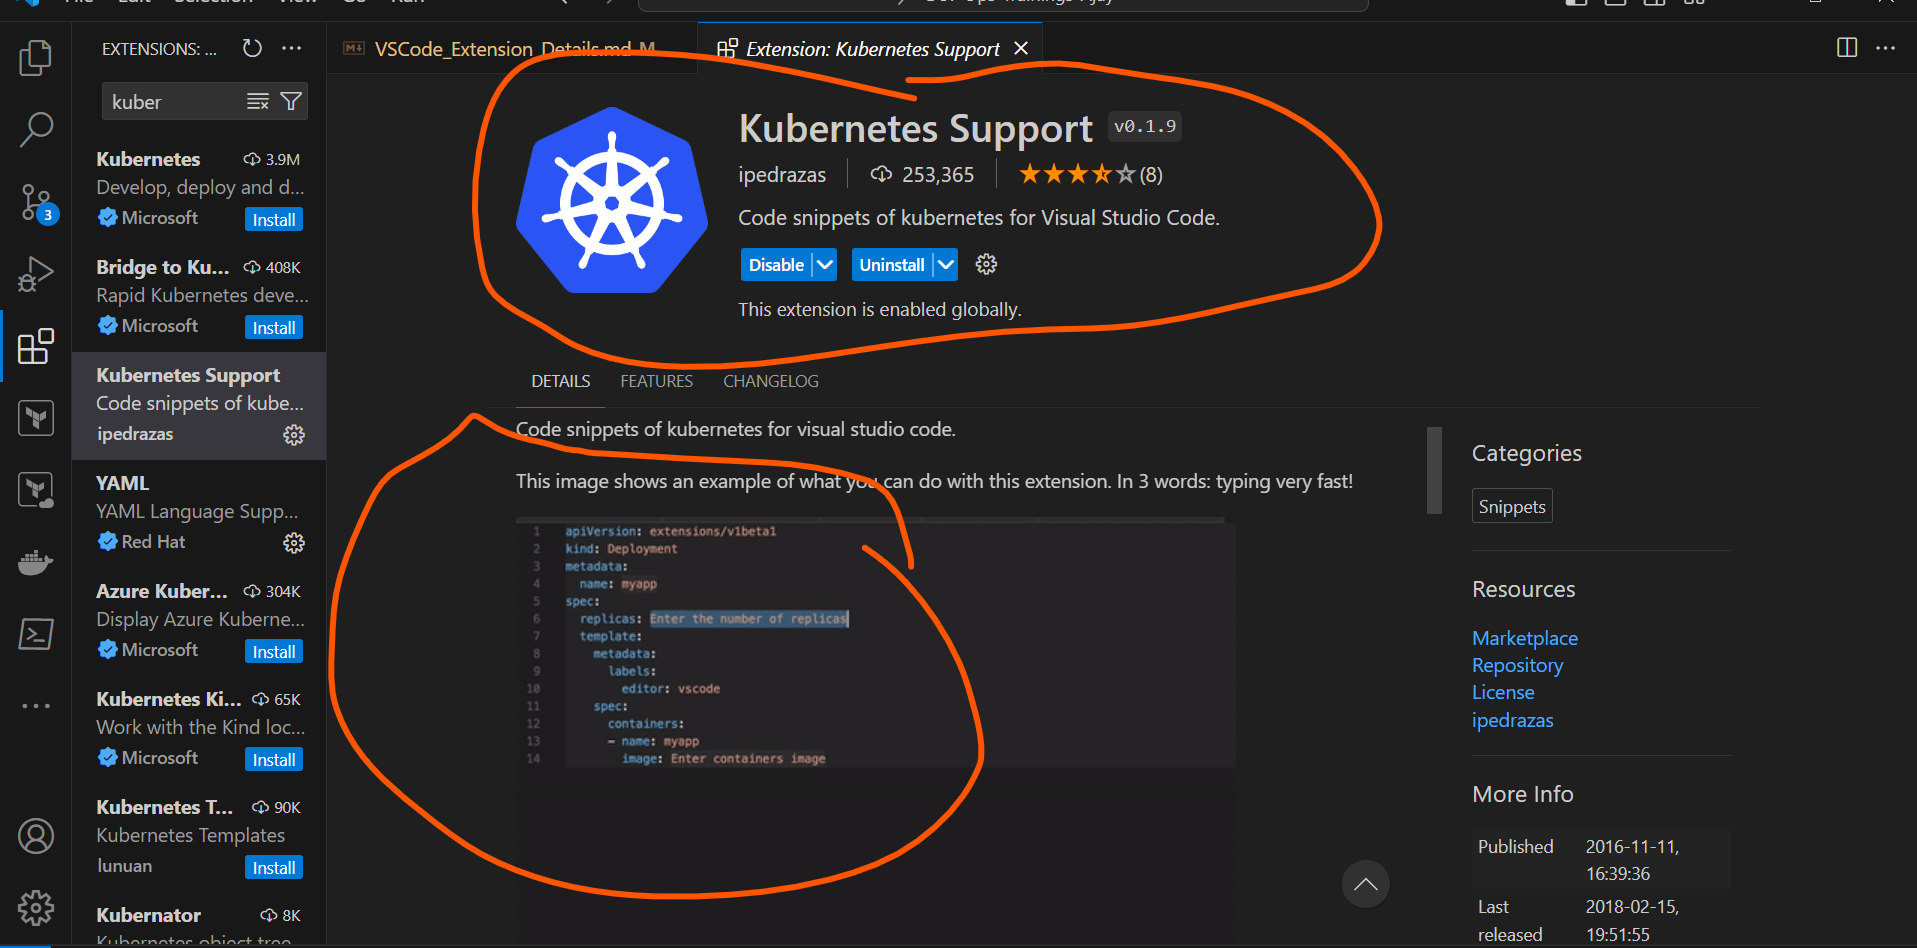 EXTENSIONS: ...
VSCode_Extension_Details.md M
Extension: Kubernetes Support
kuber
Kubernetes 3.9M
Develop, deploy and d...
Microsoft Install
Bridge to Ku... 408K
Rapid Kubernetes deve...
Microsoft Install
Kubernetes Support
Code snippets of kube...
ipedrazas
YAML
YAML Language Supp...
Red Hat
Azure Kuber... 304K
Display Azure Kuberne...
Microsoft Install
Kubernetes Ki... 65K
Work with the Kind loc...
Microsoft Install
Kubernetes T... 90K
Kubernetes Templates
lunuan Install
Kubernator 8K
Kubernetes object tree
3
Kubernetes Support v0.1.9
ipedrazas 253,365 (8)
Code snippets of kubernetes for Visual Studio Code.
Disable Uninstall
This extension is enabled globally.
DETAILS FEATURES CHANGELOG
Code snippets of kubernetes for visual studio code.
This image shows an example of what you can do with this extension. In 3 words: typing very fast!
1 apiVersion: extensions/v1beta1
2 kind: Deployment
3 metadata:
4 name: myapp
5 spec:
6 replicas: Enter the number of replicas
7 template:
8 metadata:
9 labels:
10 editor: vscode
11 spec:
12 containers:
13 - name: myapp
14 image: Enter containers image
Categories
Snippets
Resources
Marketplace
Repository
License
ipedrazas
More Info
Published 2016-11-11,
16:39:36
Last 2018-02-15,
released 19:51:55